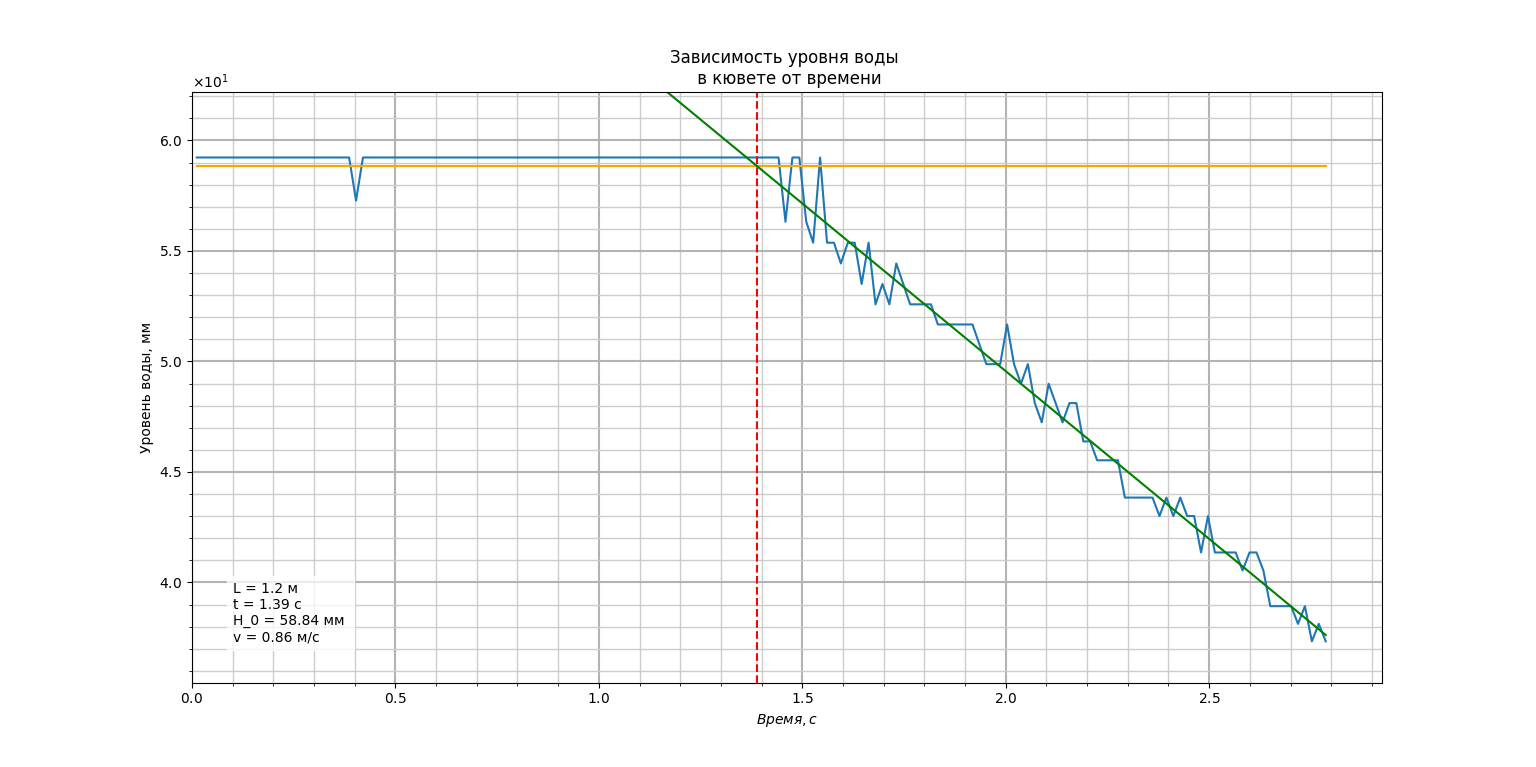 Зависимость уровня воды
в кювете от времени
×10¹
6.0
5.5
5.0
4.5
4.0
Уровень воды, мм
L = 1.2 м
t = 1.39 с
H_0 = 58.84 мм
v = 0.86 м/с
0.0 0.5 1.0 1.5 2.0 2.5
Время, с